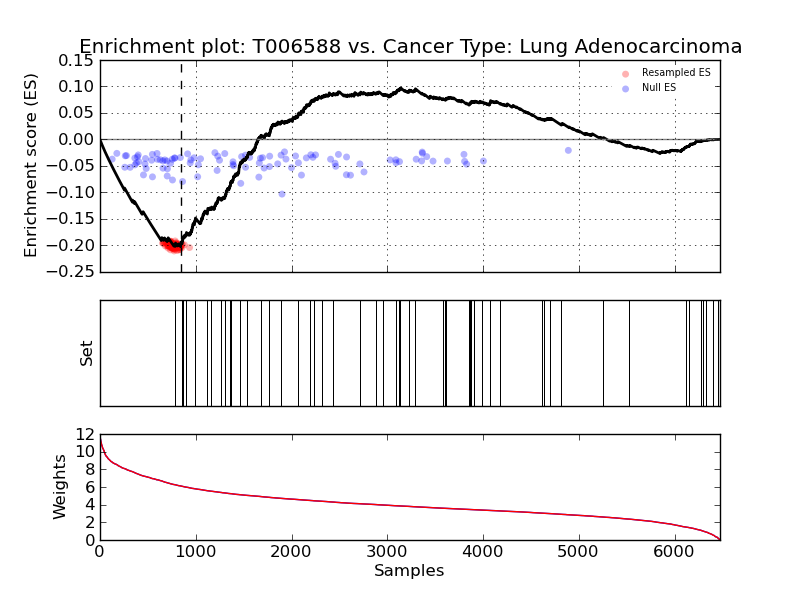 Enrichment plot: T006588 vs. Cancer Type: Lung Adenocarcinoma
Enrichment score (ES)
0.15
0.10
0.05
0.00
−0.05
−0.10
−0.15
−0.20
−0.25
Resampled ES
Null ES
Set
Weights
12
10
8
6
4
2
0
0 1000 2000 3000 4000 5000 6000
Samples